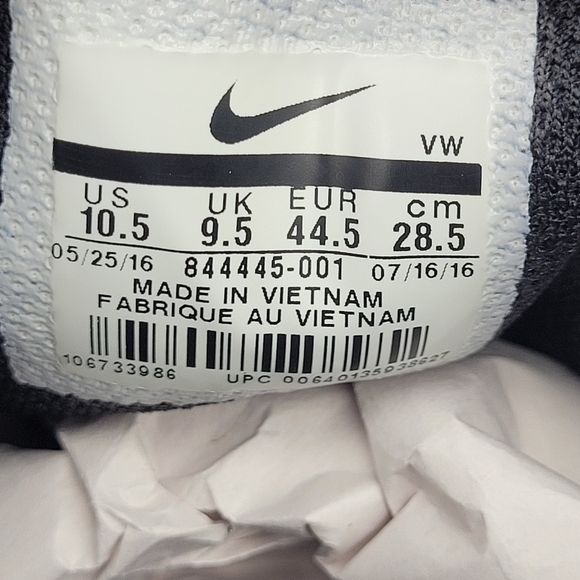 VW
US UK EUR cm
10.5 9.5 44.5 28.5
05/25/16 844445-001 07/16/16
MADE IN VIETNAM
FABRIQUE AU VIETNAM
106733986 UPC 00640135938627